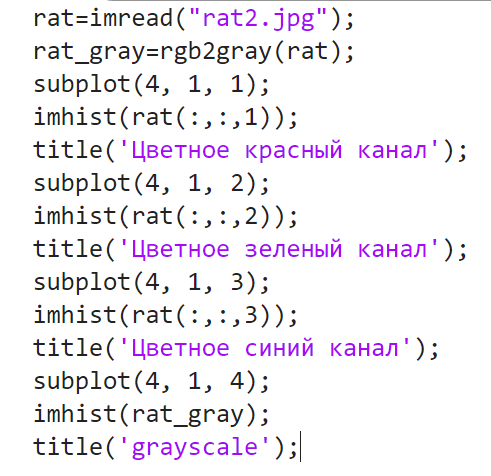 rat=imread("rat2.jpg");
rat_gray=rgb2gray(rat);
subplot(4, 1, 1);
imhist(rat(:,:,1));
title('Цветное красный канал');
subplot(4, 1, 2);
imhist(rat(:,:,2));
title('Цветное зеленый канал');
subplot(4, 1, 3);
imhist(rat(:,:,3));
title('Цветное синий канал');
subplot(4, 1, 4);
imhist(rat_gray);
title('grayscale');